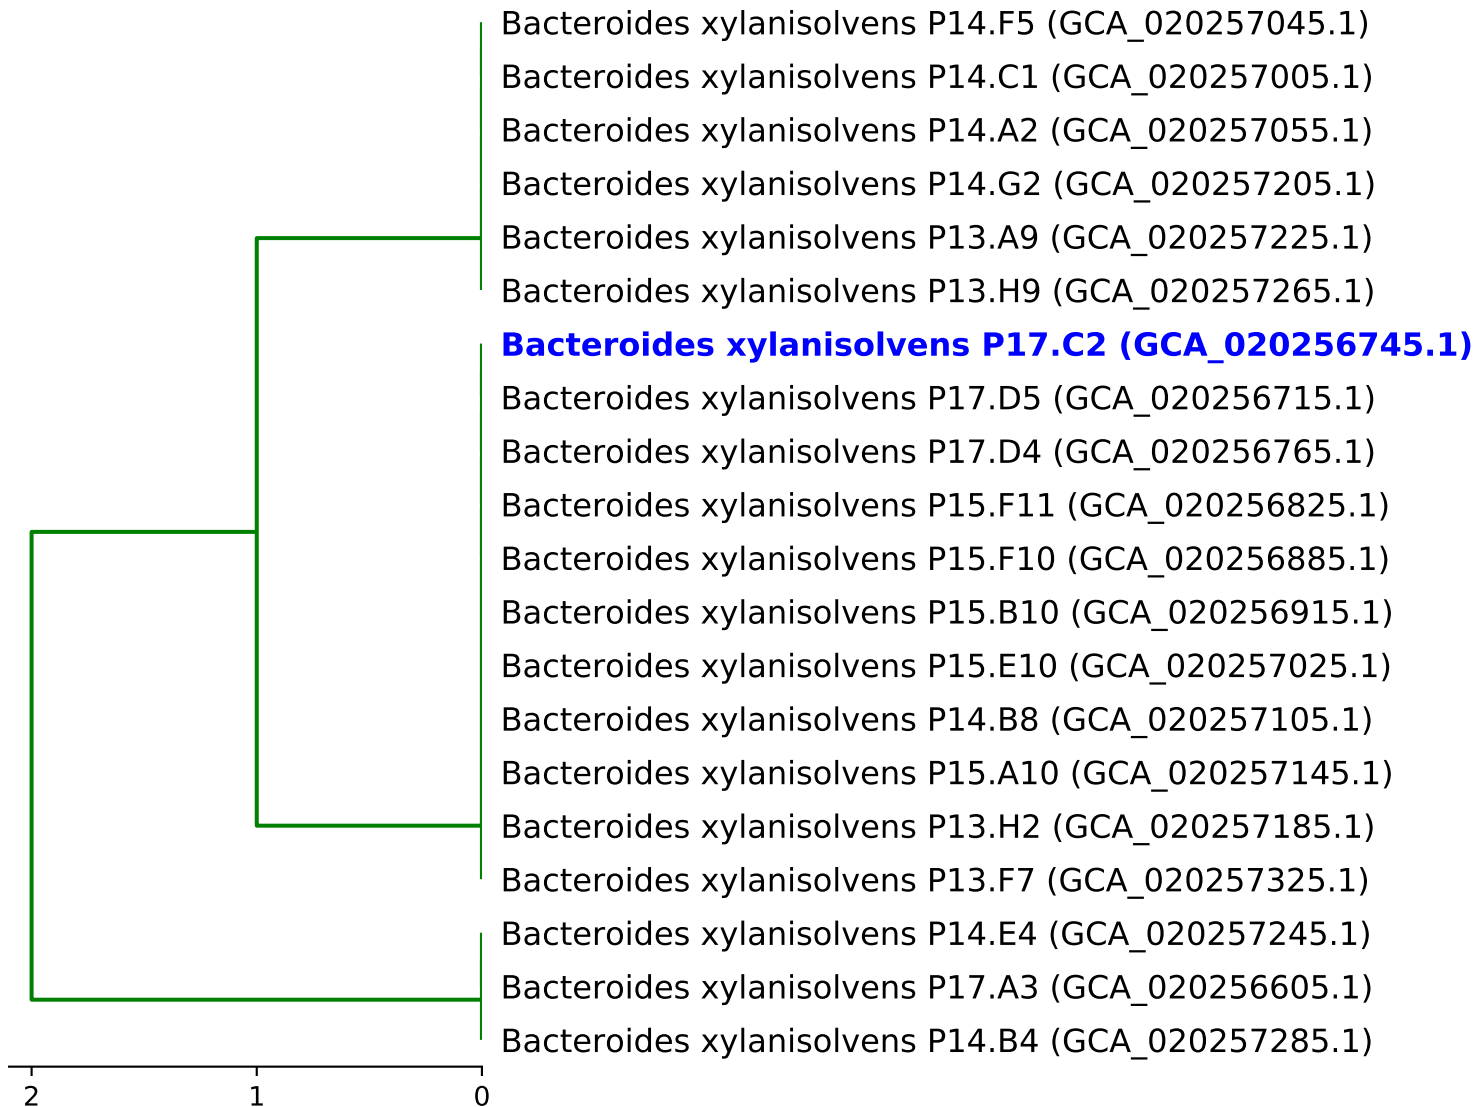 Bacteroides xylanisolvens P14.F5 (GCA_020257045.1)
Bacteroides xylanisolvens P14.C1 (GCA_020257005.1)
Bacteroides xylanisolvens P14.A2 (GCA_020257055.1)
Bacteroides xylanisolvens P14.G2 (GCA_020257205.1)
Bacteroides xylanisolvens P13.A9 (GCA_020257225.1)
Bacteroides xylanisolvens P13.H9 (GCA_020257265.1)
Bacteroides xylanisolvens P17.C2 (GCA_020256745.1)
Bacteroides xylanisolvens P17.D5 (GCA_020256715.1)
Bacteroides xylanisolvens P17.D4 (GCA_020256765.1)
Bacteroides xylanisolvens P15.F11 (GCA_020256825.1)
Bacteroides xylanisolvens P15.F10 (GCA_020256885.1)
Bacteroides xylanisolvens P15.B10 (GCA_020256915.1)
Bacteroides xylanisolvens P15.E10 (GCA_020257025.1)
Bacteroides xylanisolvens P14.B8 (GCA_020257105.1)
Bacteroides xylanisolvens P15.A10 (GCA_020257145.1)
Bacteroides xylanisolvens P13.H2 (GCA_020257185.1)
Bacteroides xylanisolvens P13.F7 (GCA_020257325.1)
Bacteroides xylanisolvens P14.E4 (GCA_020257245.1)
Bacteroides xylanisolvens P17.A3 (GCA_020256605.1)
Bacteroides xylanisolvens P14.B4 (GCA_020257285.1)
2 1 0